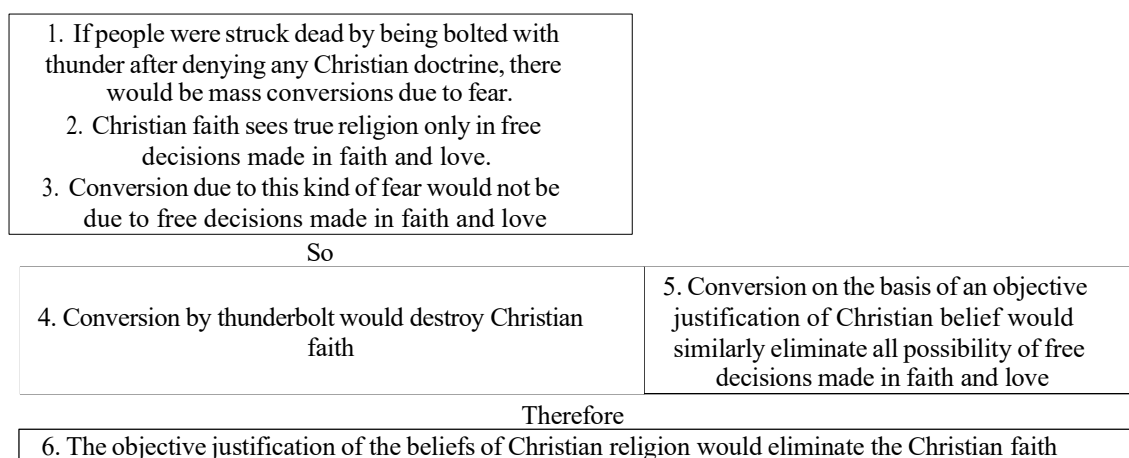 1. If people were struck dead by being bolted with
thunder after denying any Christian doctrine, there
would be mass conversions due to fear.
2. Christian faith sees true religion only in free
decisions made in faith and love.
3. Conversion due to this kind of fear would not be
due to free decisions made in faith and love
So
4. Conversion by thunderbolt would destroy Christian
faith
5. Conversion on the basis of an objective
justification of Christian belief would
similarly eliminate all possibility of free
decisions made in faith and love
Therefore
6. The objective justification of the beliefs of Christian religion would eliminate the Christian faith